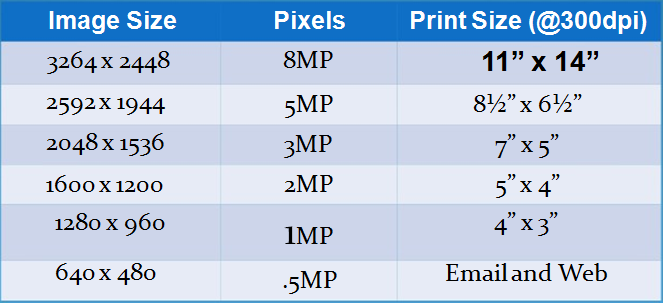 Image Size Pixels Print Size (@300dpi)
3264 x 2448 8MP 11” x 14”
2592 x 1944 5MP 8½” x 6½”
2048 x 1536 3MP 7” x 5”
1600 x 1200 2MP 5” x 4”
1280 x 960 1MP 4” x 3”
640 x 480 .5MP Email and Web